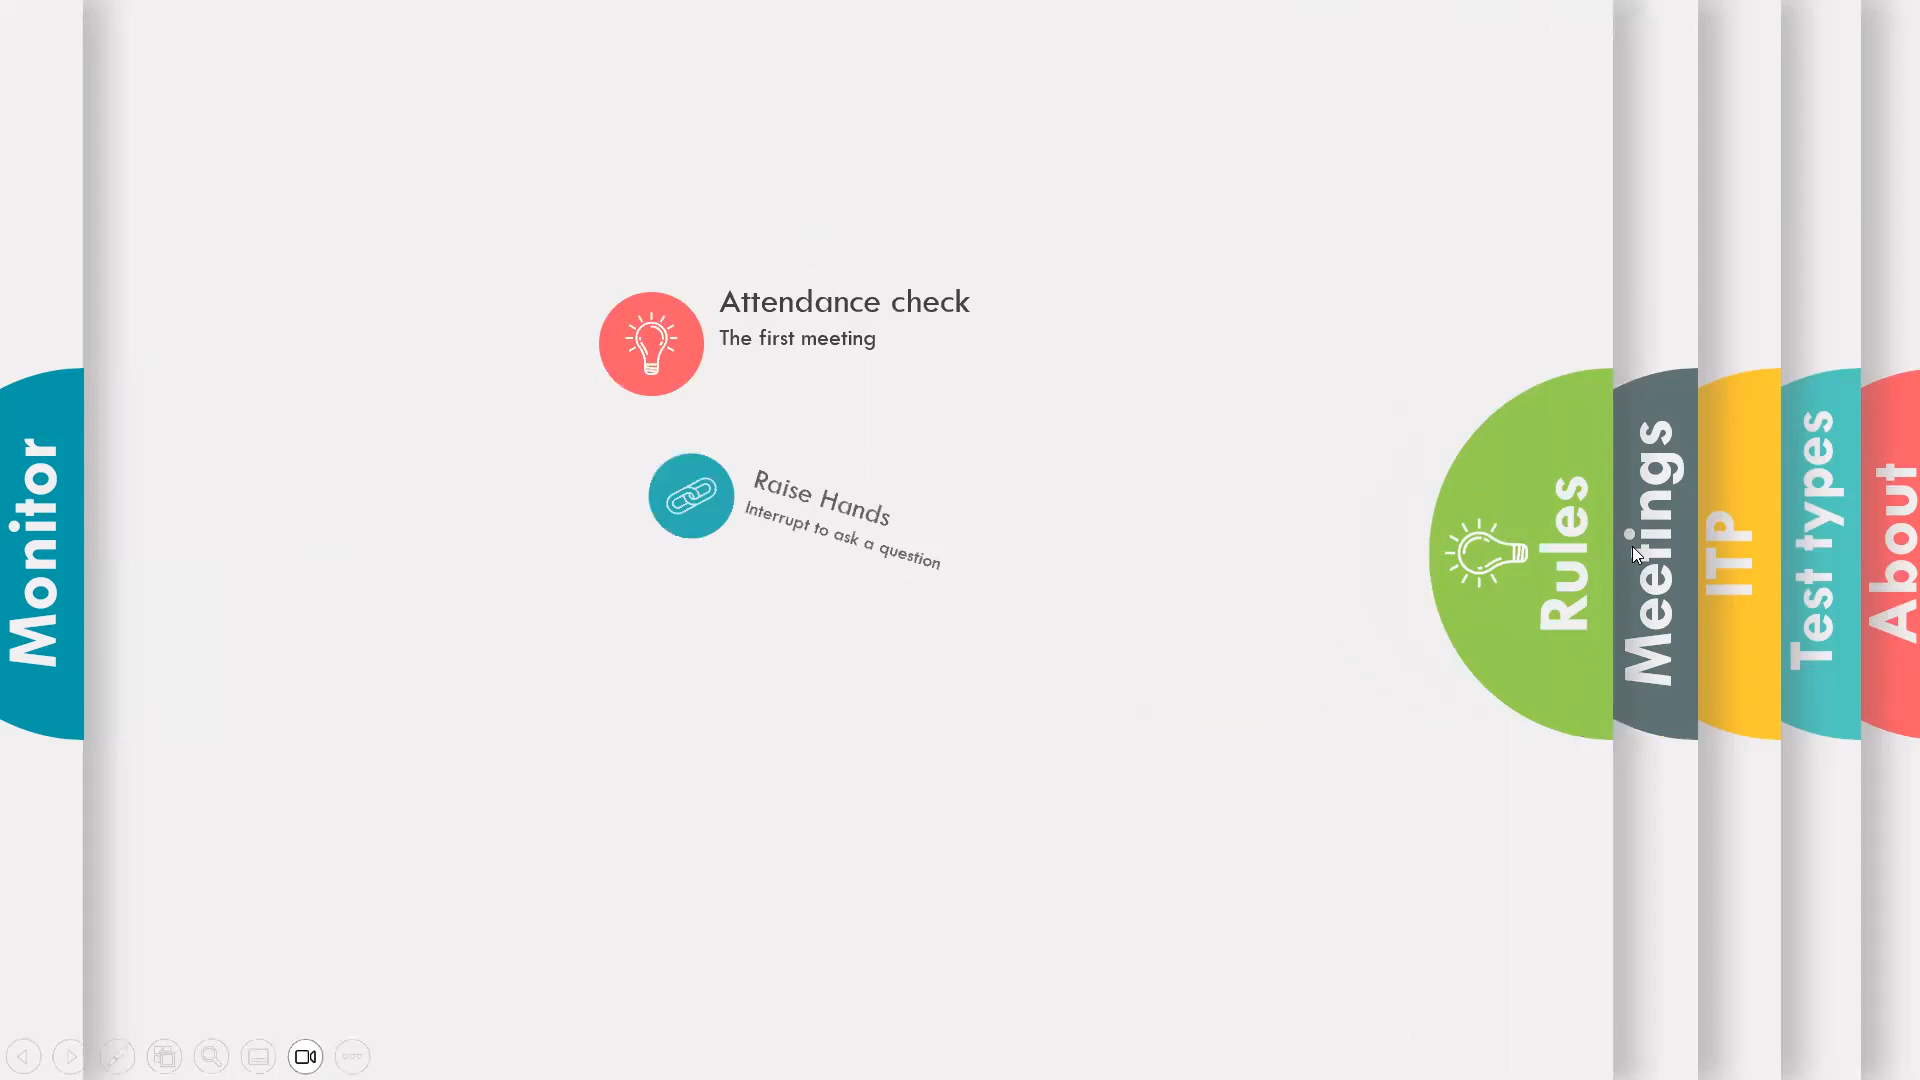 Monitor
Attendance check
The first meeting
Raise Hands
Interrupt to ask a question
Rules
Meetings
ITP
Test types
About